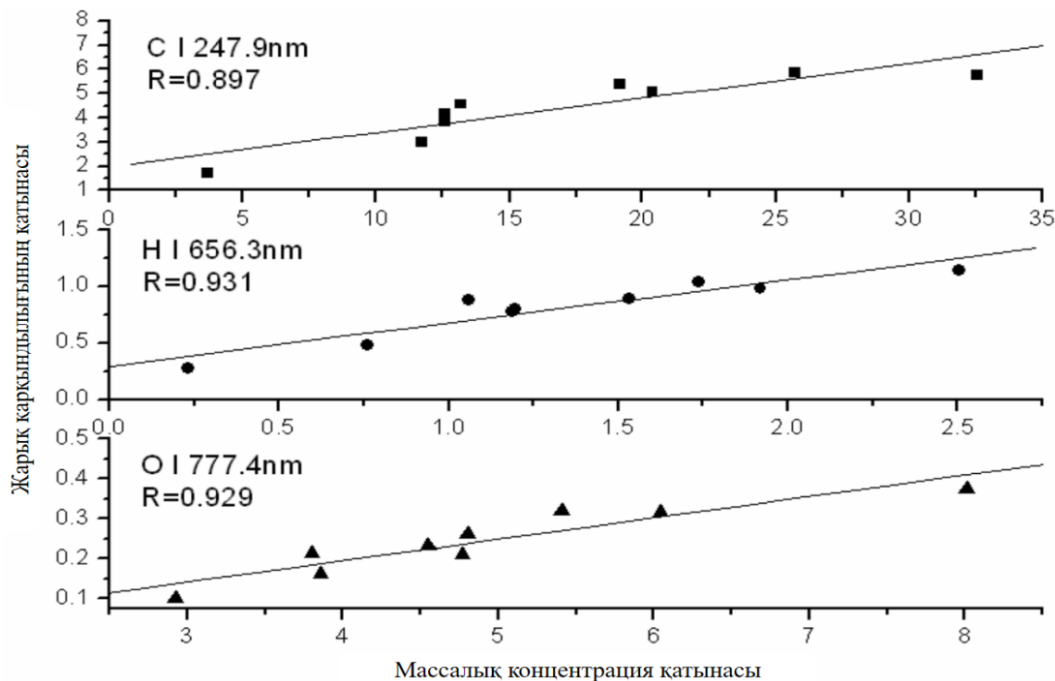 Жарық қарқындылығының қатынасы
8
7
6
5
4
3
2
1
C I 247.9nm
R=0.897
0 5 10 15 20 25 30 35
1.5
1.0
0.5
0.0
H I 656.3nm
R=0.931
0.0 0.5 1.0 1.5 2.0 2.5
0.5
0.4
0.3
0.2
0.1
O I 777.4nm
R=0.929
3 4 5 6 7 8
Массалық концентрация қатынасы